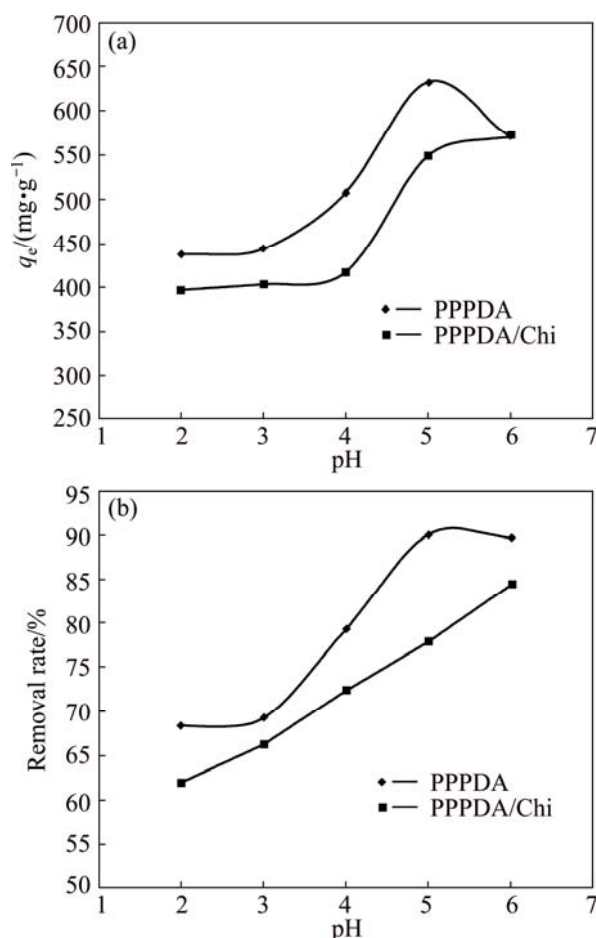 (a)
700
650
600
550
500
450
400
350
300
250
qe/(mg•g−1)
PPPDA
PPPDA/Chi
1 2 3 4 5 6 7
pH
(b)
95
90
85
80
75
70
65
60
55
50
Removal rate/%
PPPDA
PPPDA/Chi
1 2 3 4 5 6 7
pH